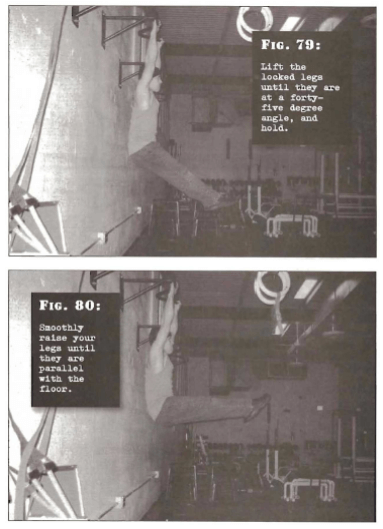 FIG. 79:
Lift the
locked legs
until they are
at a forty-
five degree
angle, and
hold.
FIG. 80:
Smoothly
raise your
legs until
they are
parallel
with the
floor.